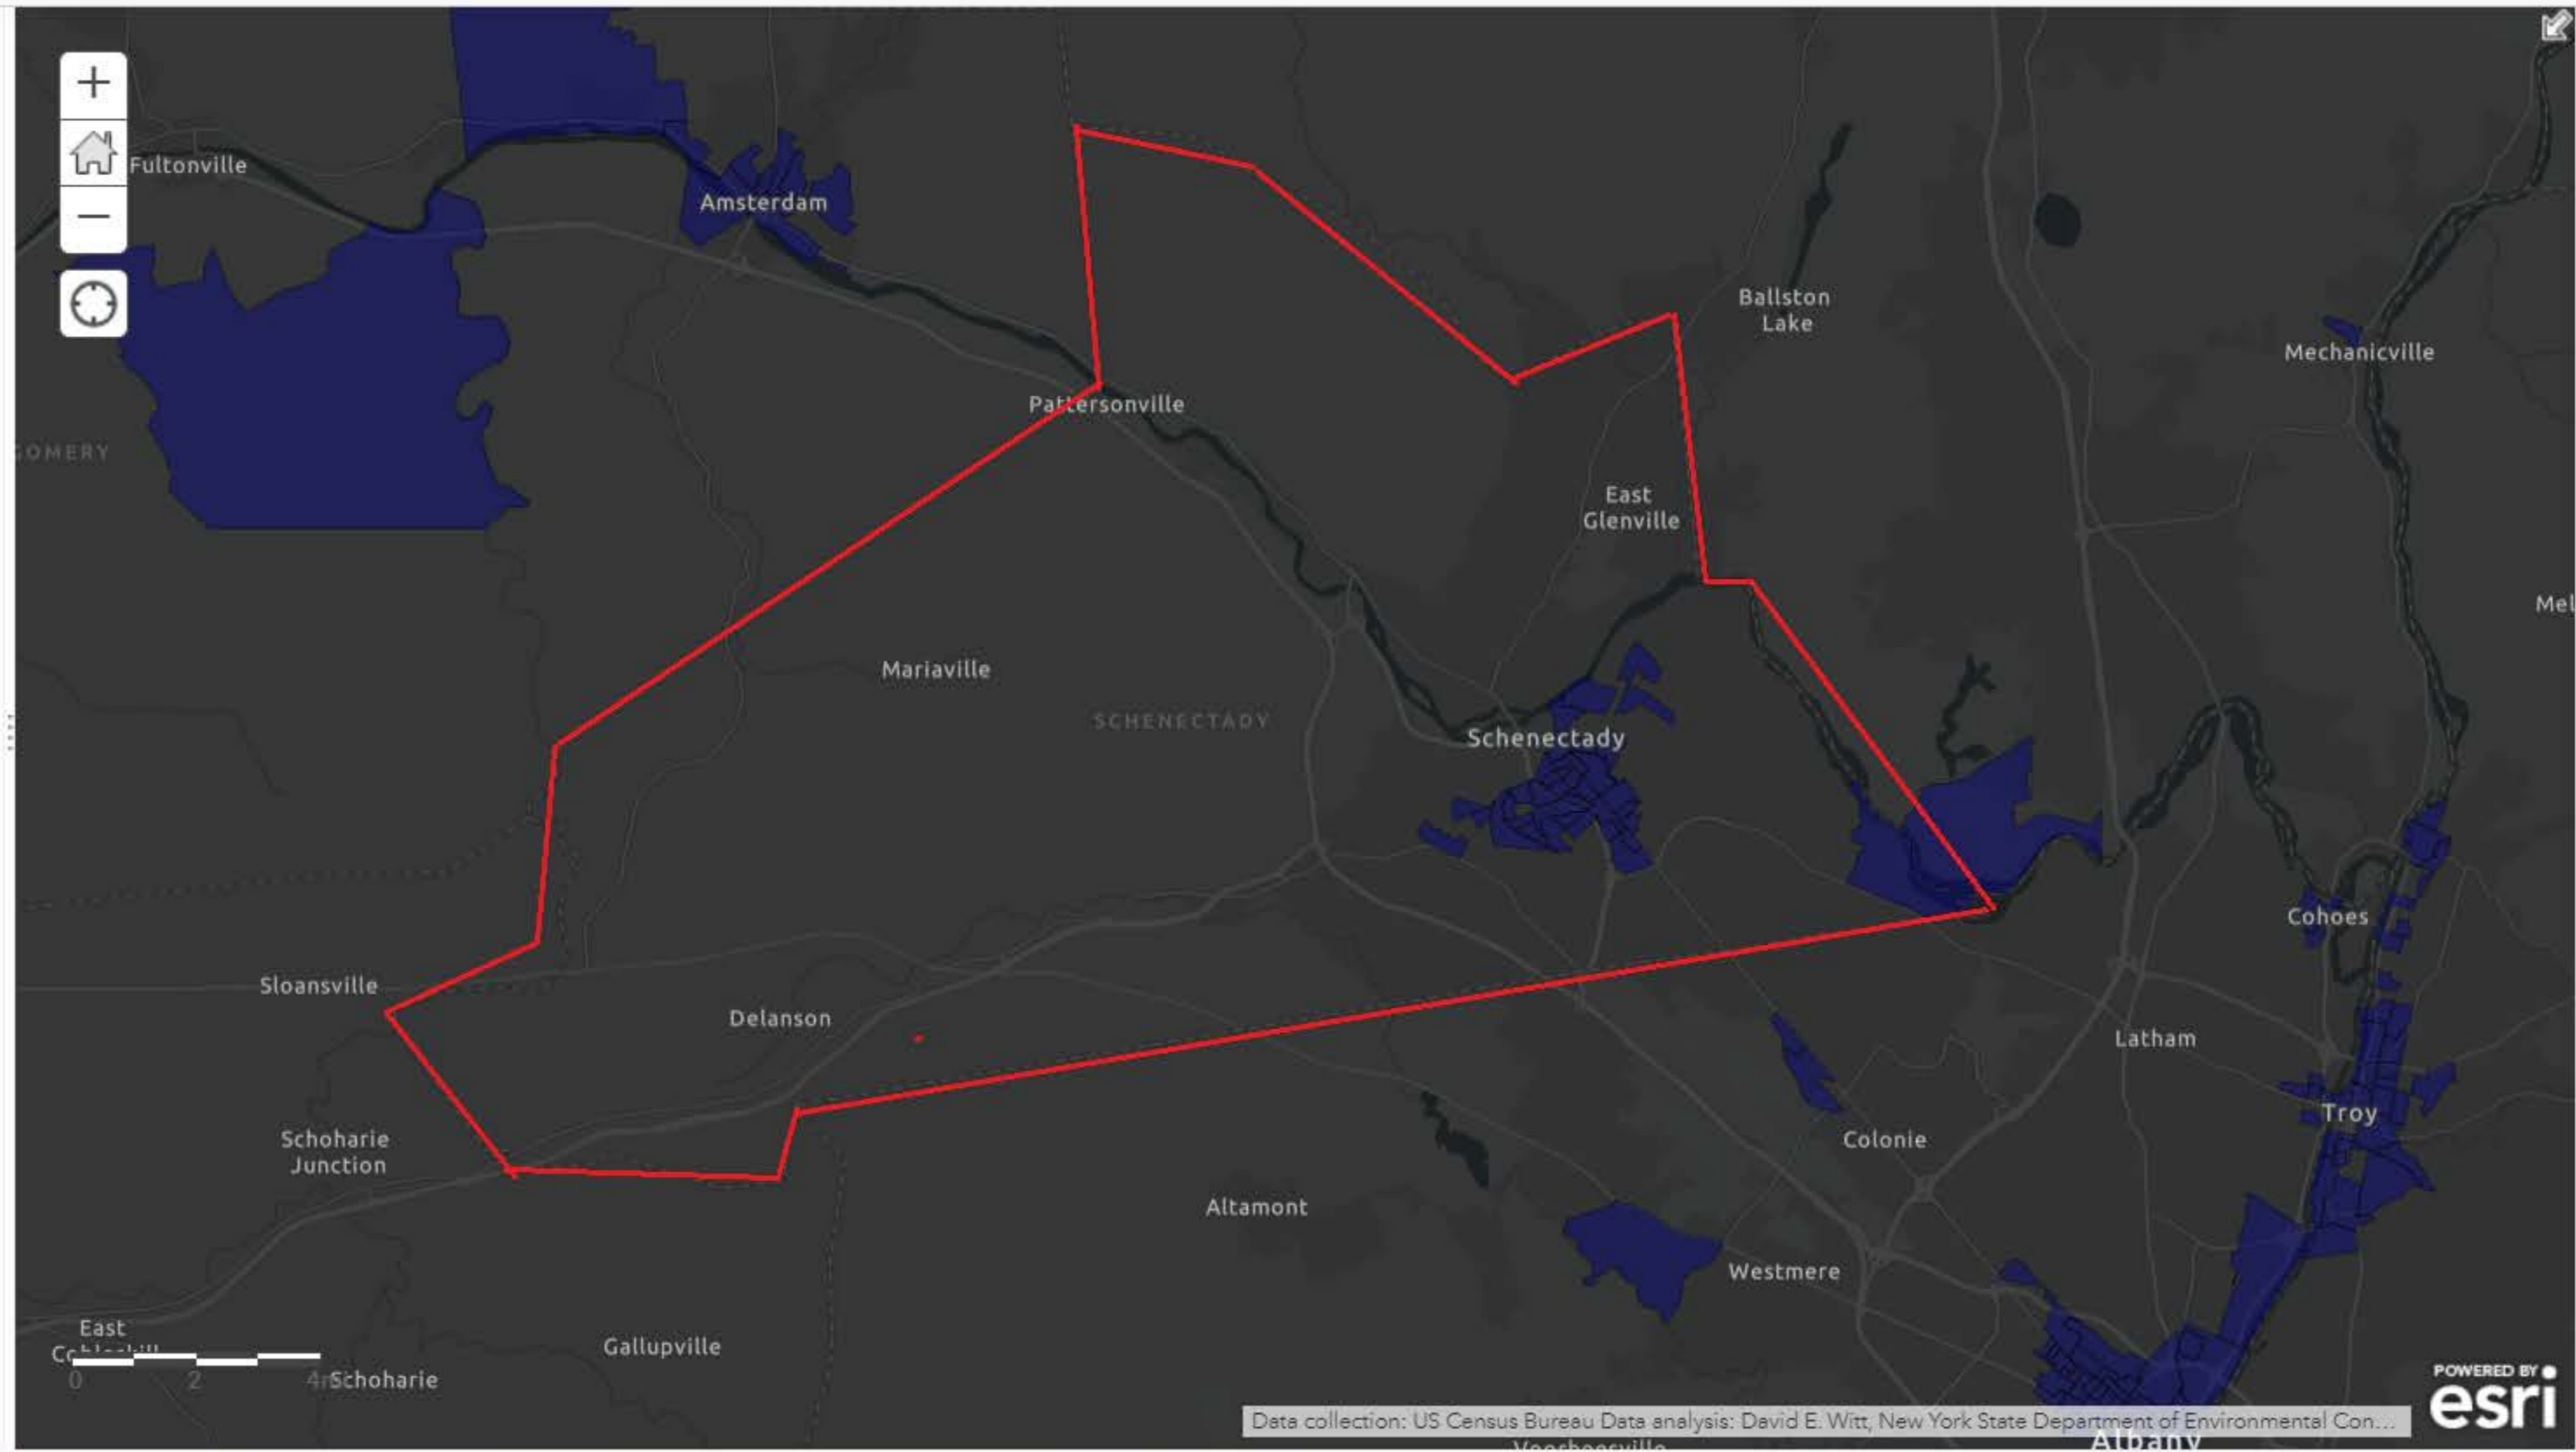 +
Fultonville
−
Amsterdam
Ballston
Lake
Mechanicville
Pattersonville
East
Glenville
Mel
Mariaville
SCHENECTADY
Schenectady
Cohoes
Sloansville
Delanson
Latham
Troy
Schoharie
Junction
Colonie
Altamont
Westmere
East
Gallupville
0 2 4
Schoharie
POWERED BY
esri
Data collection: US Census Bureau Data analysis: David E. Witt, New York State Department of Environmental Con...
Albany